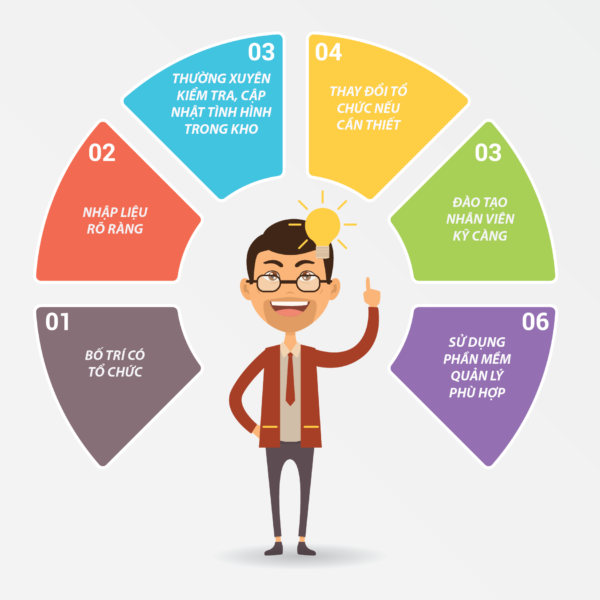 01
BỐ TRÍ CÓ
TỔ CHỨC
02
NHẬP LIỆU
RÕ RÀNG
03
THƯỜNG XUYÊN
KIỂM TRA, CẬP
NHẬT TÌNH HÌNH
TRONG KHO
04
THAY ĐỔI TỔ
CHỨC NẾU
CẦN THIẾT
03
ĐÀO TẠO
NHÂN VIÊN
KỸ CÀNG
06
SỬ DỤNG
PHẦN MỀM
QUẢN LÝ
PHÙ HỢP